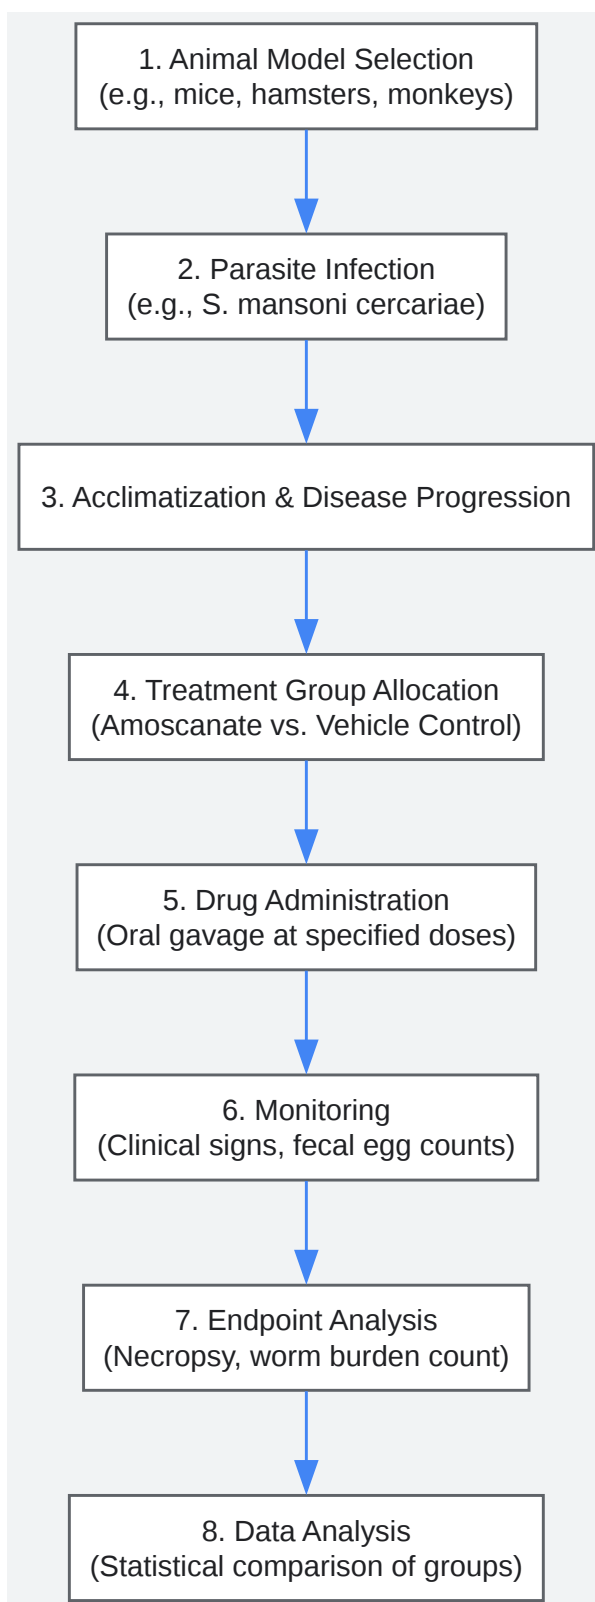 1. Animal Model Selection
(e.g., mice, hamsters, monkeys)
2. Parasite Infection
(e.g., S. mansoni cercariae)
3. Acclimatization & Disease Progression
4. Treatment Group Allocation
(Amoscanate vs. Vehicle Control)
5. Drug Administration
(Oral gavage at specified doses)
6. Monitoring
(Clinical signs, fecal egg counts)
7. Endpoint Analysis
(Necropsy, worm burden count)
8. Data Analysis
(Statistical comparison of groups)